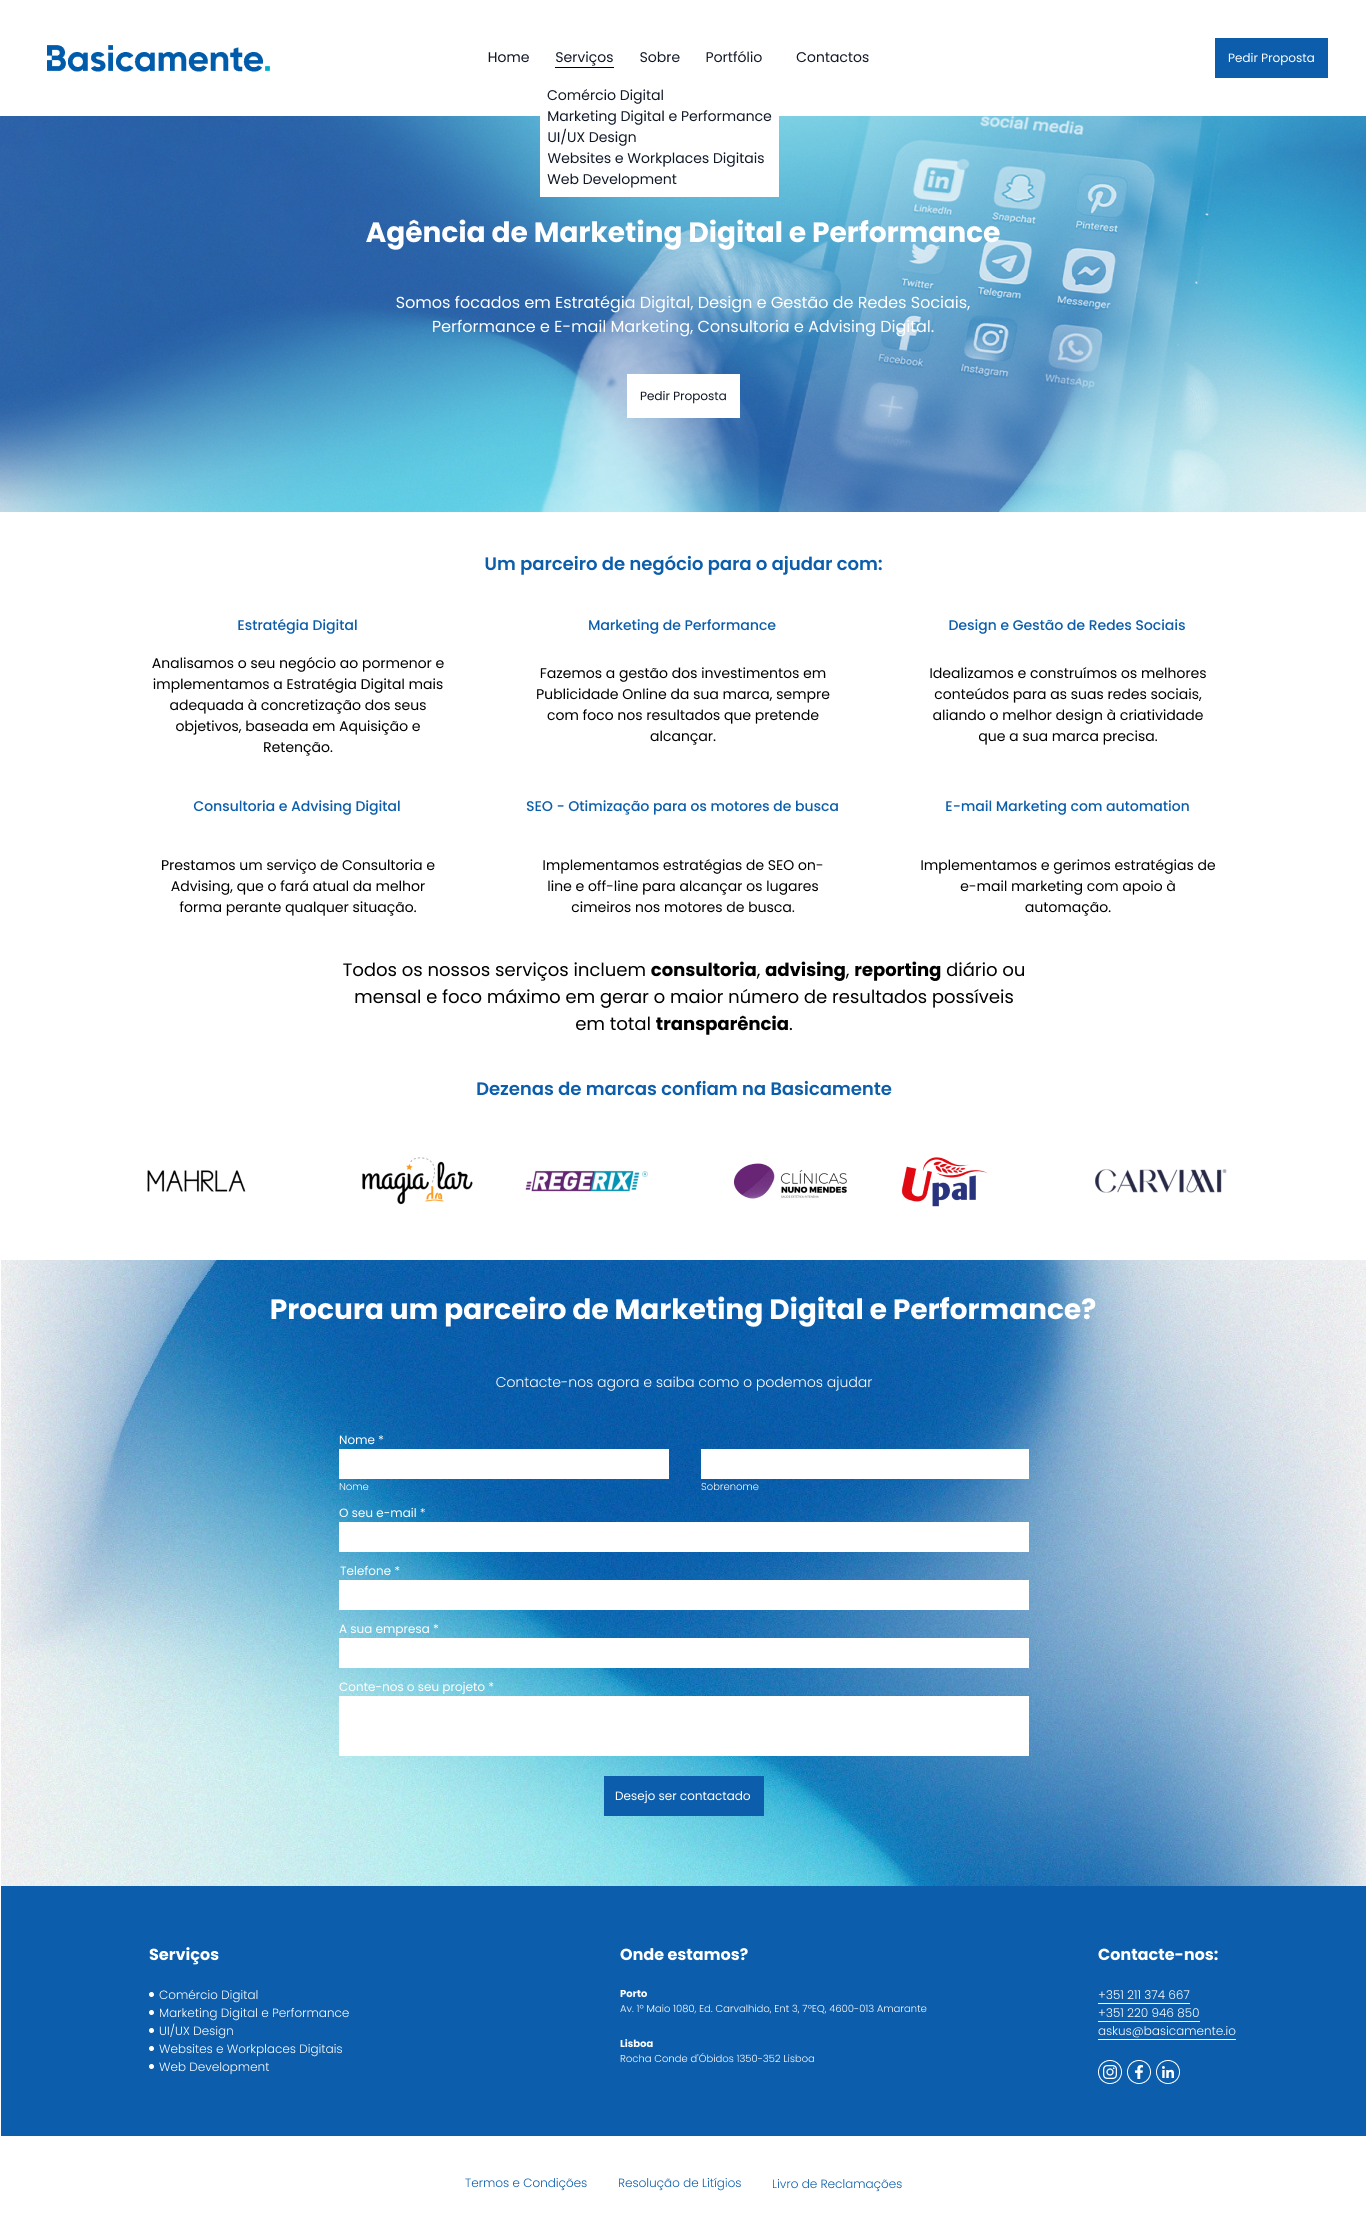 Basicamente.
Home Serviços Sobre Portfólio Contactos
Pedir Proposta
Comércio Digital
Marketing Digital e Performance
UI/UX Design
Websites e Workplaces Digitais
Web Development
social media
LinkedIn Snapchat Pinterest
Twitter Telegram Messenger
Facebook Instagram WhatsApp
Agência de Marketing Digital e Performance
Somos focados em Estratégia Digital, Design e Gestão de Redes Sociais,
Performance e E-mail Marketing, Consultoria e Advising Digital.
Pedir Proposta
Um parceiro de negócio para o ajudar com:
Estratégia Digital
Analisamos o seu negócio ao pormenor e
implementamos a Estratégia Digital mais
adequada à concretização dos seus
objetivos, baseada em Aquisição e
Retenção.
Marketing de Performance
Fazemos a gestão dos investimentos em
Publicidade Online da sua marca, sempre
com foco nos resultados que pretende
alcançar.
Design e Gestão de Redes Sociais
Idealizamos e construímos os melhores
conteúdos para as suas redes sociais,
aliando o melhor design à criatividade
que a sua marca precisa.
Consultoria e Advising Digital
Prestamos um serviço de Consultoria e
Advising, que o fará atual da melhor
forma perante qualquer situação.
SEO - Otimização para os motores de busca
Implementamos estratégias de SEO on-
line e off-line para alcançar os lugares
cimeiros nos motores de busca.
E-mail Marketing com automation
Implementamos e gerimos estratégias de
e-mail marketing com apoio à
automação.
Todos os nossos serviços incluem consultoria, advising, reporting diário ou
mensal e foco máximo em gerar o maior número de resultados possíveis
em total transparência.
Dezenas de marcas confiam na Basicamente
MAHRLA
magia do lar
REGERIX®
CLÍNICAS
NUNO MENDES
Upal
CARVIMI®
Procura um parceiro de Marketing Digital e Performance?
Contacte-nos agora e saiba como o podemos ajudar
Nome *
Nome Sobrenome
O seu e-mail *
Telefone *
A sua empresa *
Conte-nos o seu projeto *
Desejo ser contactado
Serviços
Comércio Digital
Marketing Digital e Performance
UI/UX Design
Websites e Workplaces Digitais
Web Development
Onde estamos?
Porto
Av. 1º Maio 1080, Ed. Carvalhido, Ent 3, 7ºEQ, 4600-013 Amarante
Lisboa
Rocha Conde d'Óbidos 1350-352 Lisboa
Contacte-nos:
+351 211 374 667
+351 220 946 850
askus@basicamente.io
Termos e Condições Resolução de Litígios Livro de Reclamações